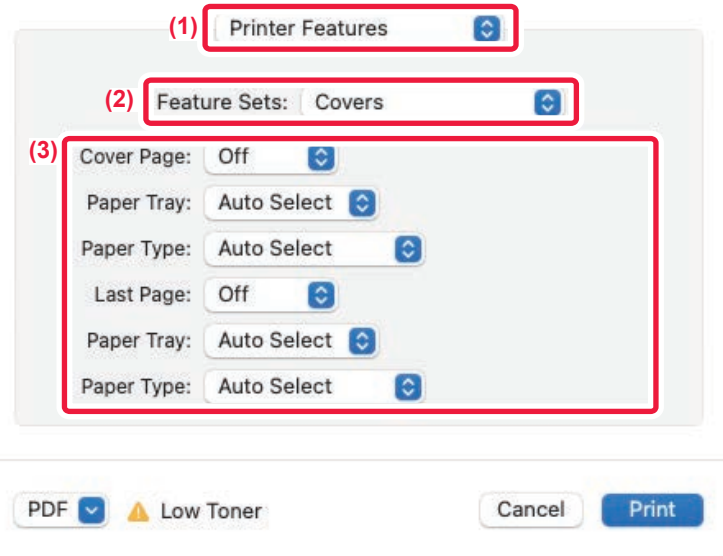 (1) Printer Features
(2) Feature Sets: Covers
(3) Cover Page: Off
Paper Tray: Auto Select
Paper Type: Auto Select
Last Page: Off
Paper Tray: Auto Select
Paper Type: Auto Select
PDF Low Toner Cancel Print